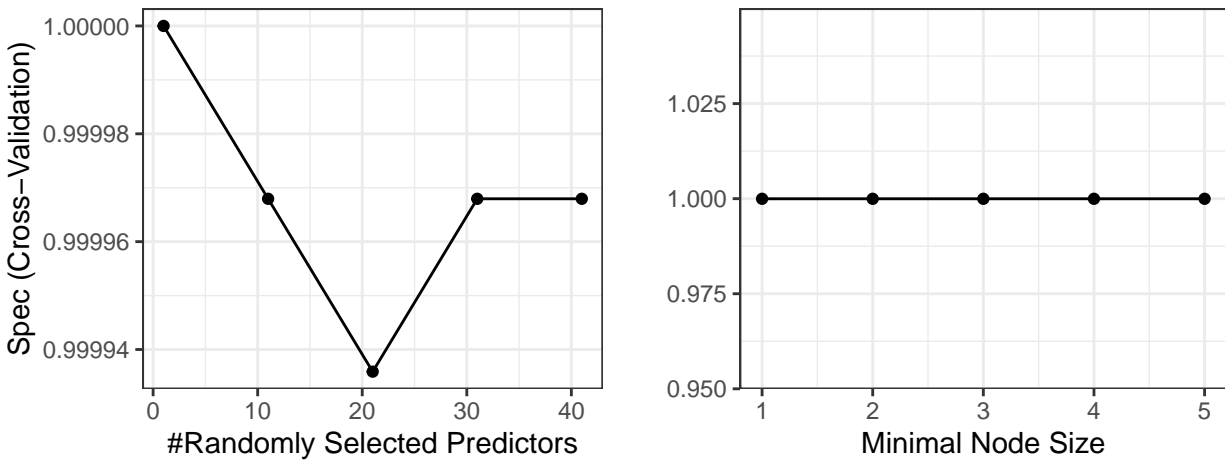 Spec (Cross−Validation)
1.00000
0.99998
0.99996
0.99994
0 10 20 30 40
#Randomly Selected Predictors
1.025
1.000
0.975
0.950
1 2 3 4 5
Minimal Node Size